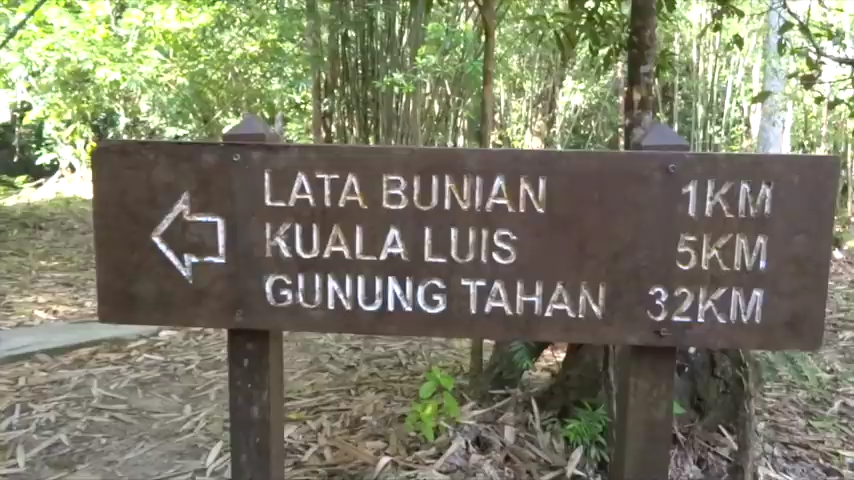 LATA BUNIAN 1KM
KUALA LUIS 5KM
GUNUNG TAHAN 32KM